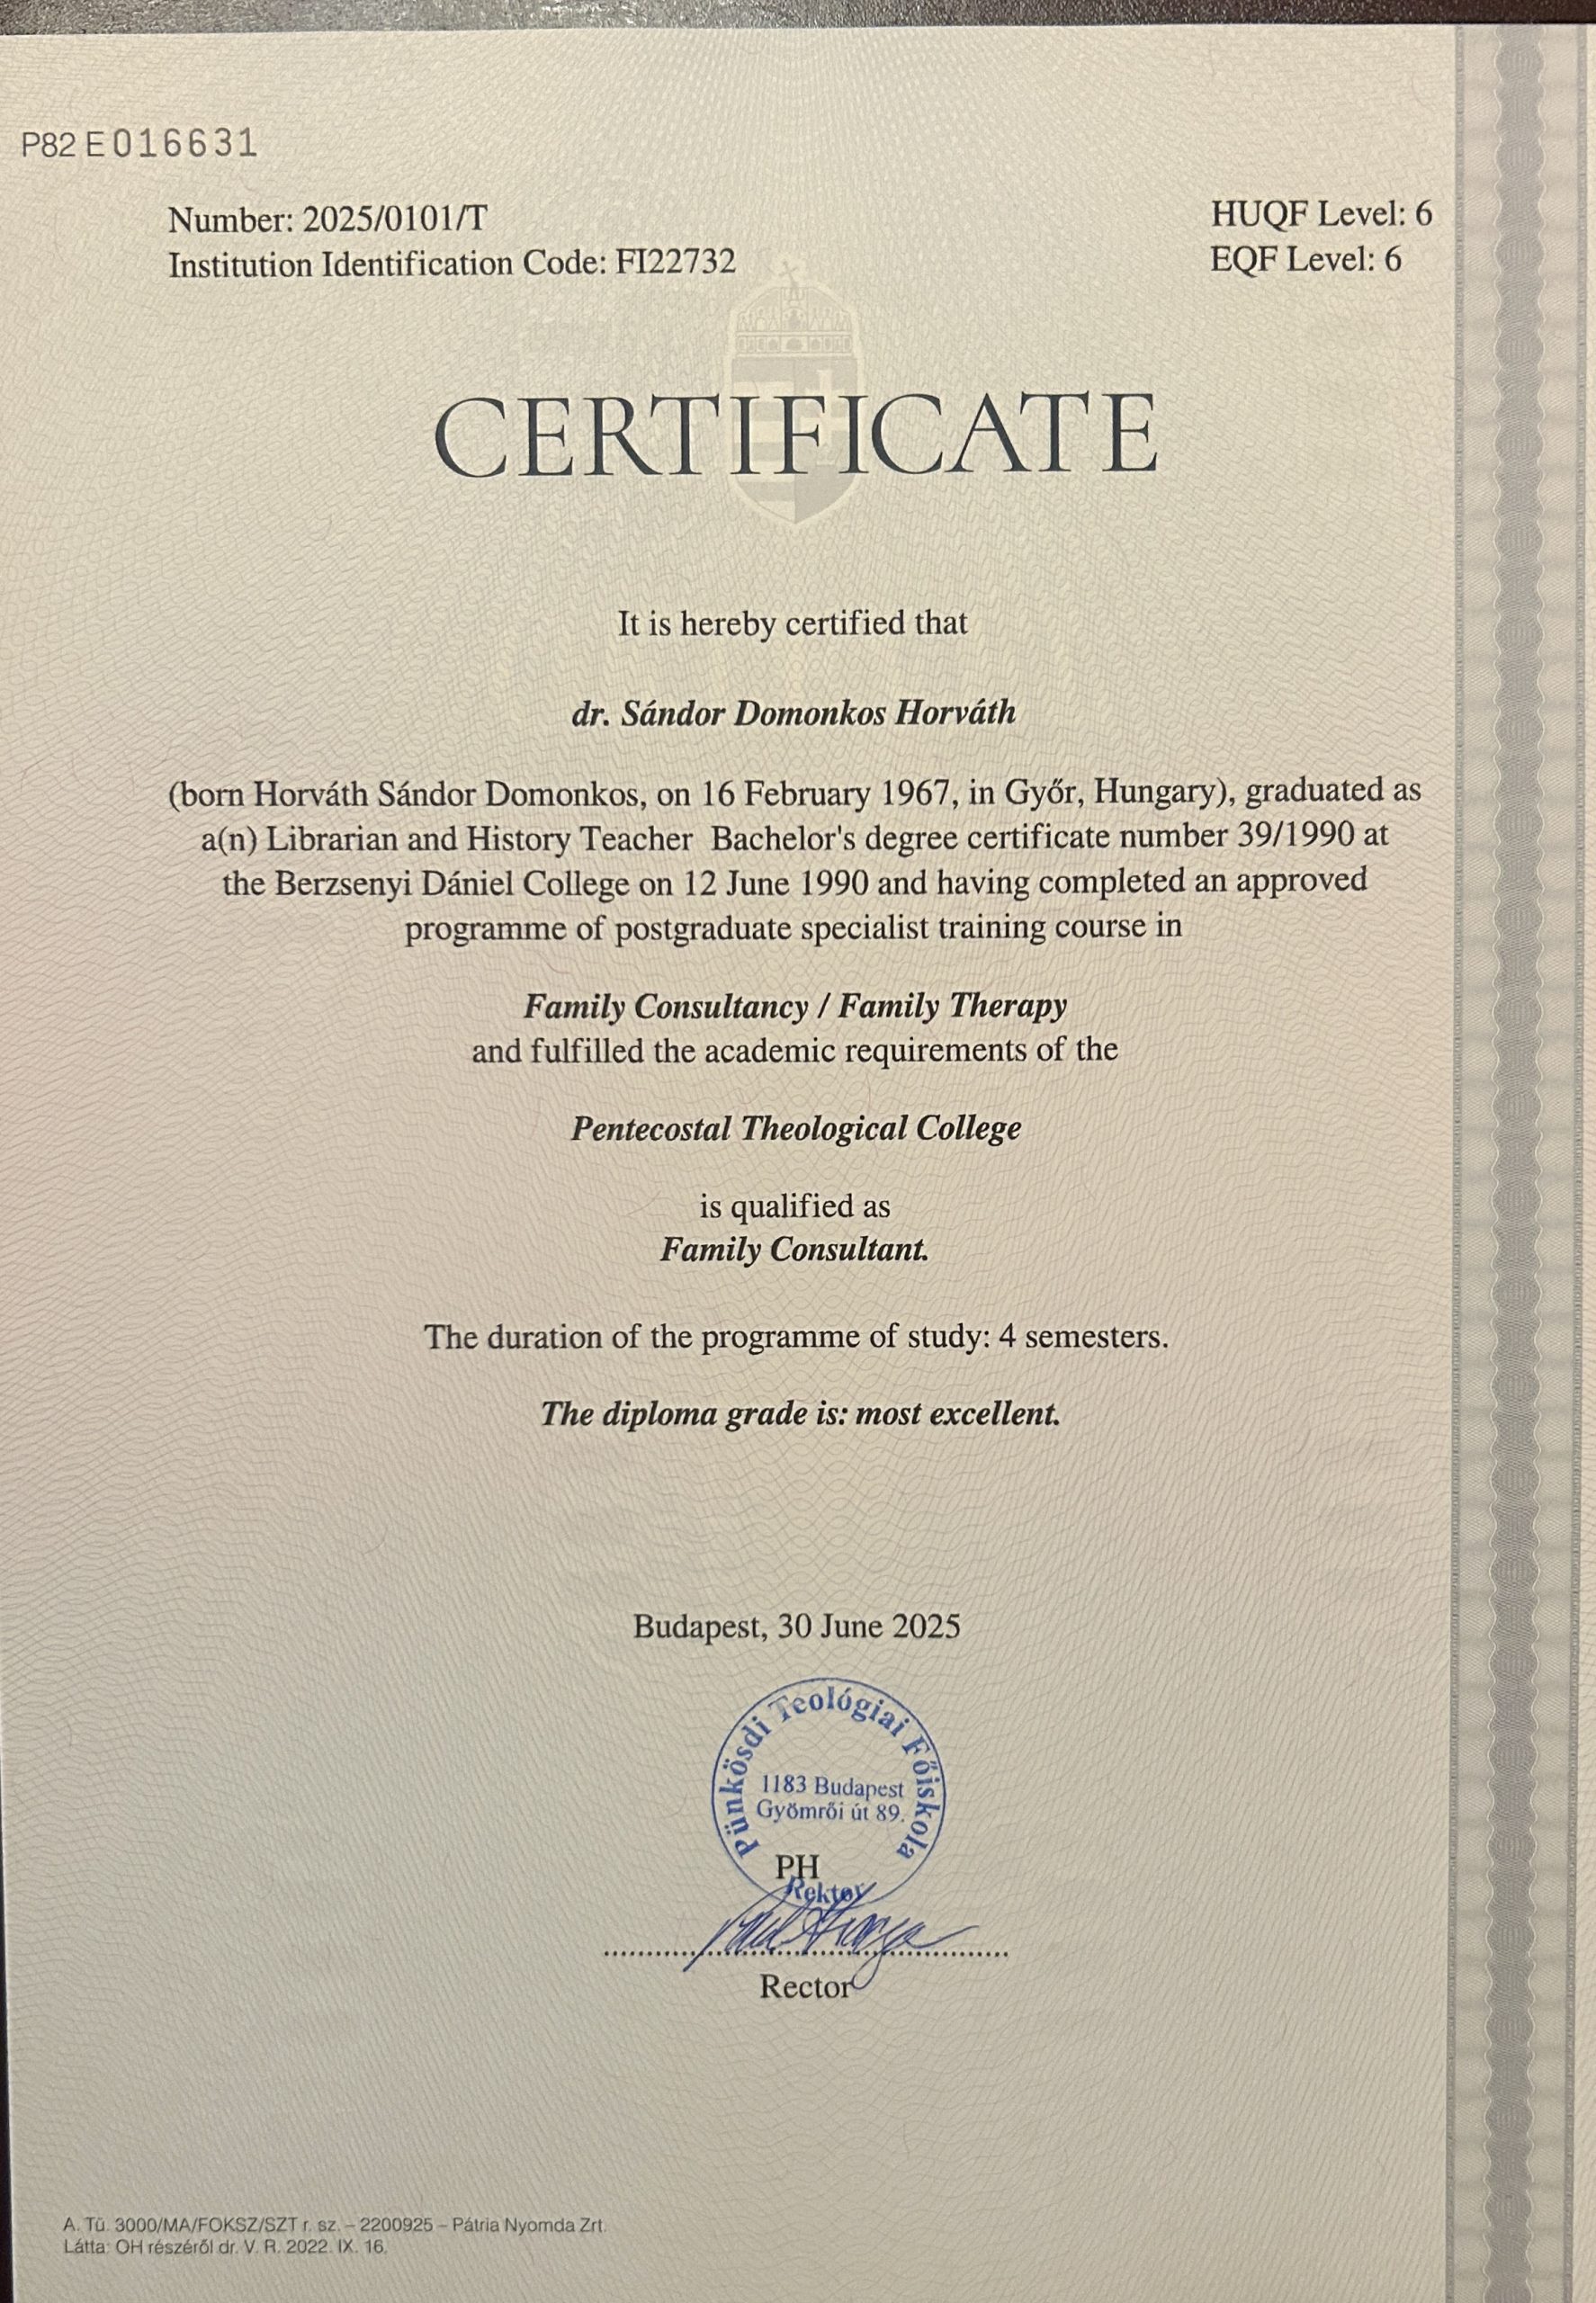 P82 E016631
Number: 2025/0101/T
Institution Identification Code: FI22732
HUQF Level: 6
EQF Level: 6
CERTIFICATE
It is hereby certified that
dr. Sándor Domonkos Horváth
(born Horváth Sándor Domonkos, on 16 February 1967, in Győr, Hungary), graduated as
a(n) Librarian and History Teacher Bachelor's degree certificate number 39/1990 at
the Berzsenyi Dániel College on 12 June 1990 and having completed an approved
programme of postgraduate specialist training course in
Family Consultancy / Family Therapy
and fulfilled the academic requirements of the
Pentecostal Theological College
is qualified as
Family Consultant.
The duration of the programme of study: 4 semesters.
The diploma grade is: most excellent.
Budapest, 30 June 2025
Pünkösdi Teológiai Főiskola
1183 Budapest
Gyömrői út 89.
PH
Rektor
Rector
A. Tü. 3000/MA/FOKSZ/SZT r. sz. – 2200925 – Pátria Nyomda Zrt.
Látta: OH részéről dr. V. R. 2022. IX. 16.